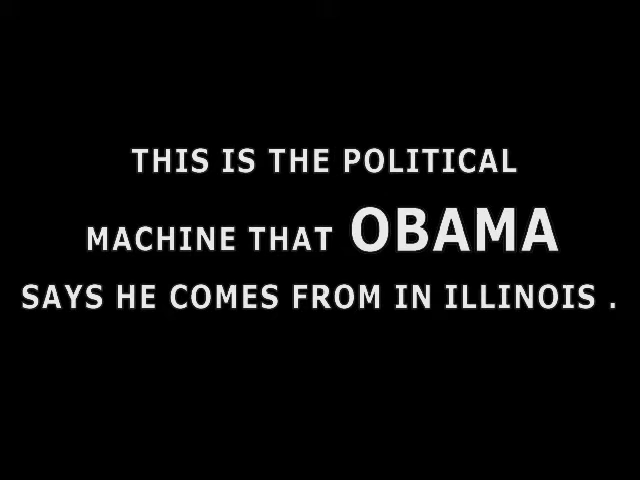 THIS IS THE POLITICAL
MACHINE THAT OBAMA
SAYS HE COMES FROM IN ILLINOIS .